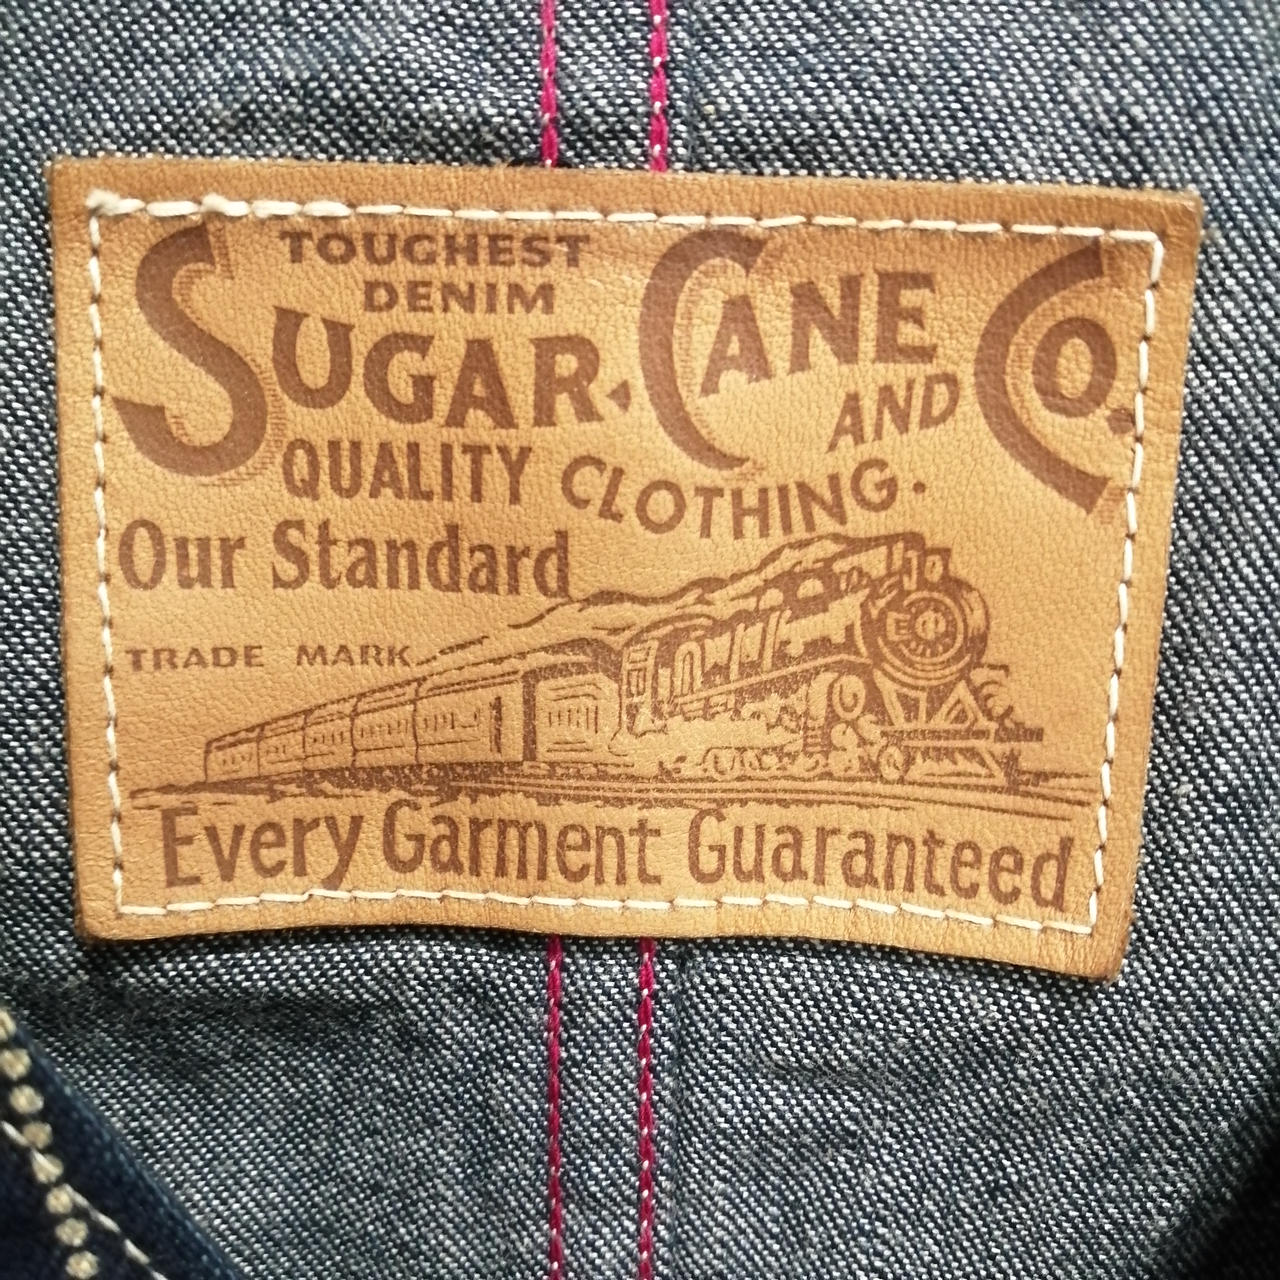 TOUGHEST
DENIM
SUGAR CANE CO.
AND
QUALITY CLOTHING.
Our Standard
TRADE MARK
Every Garment Guaranteed